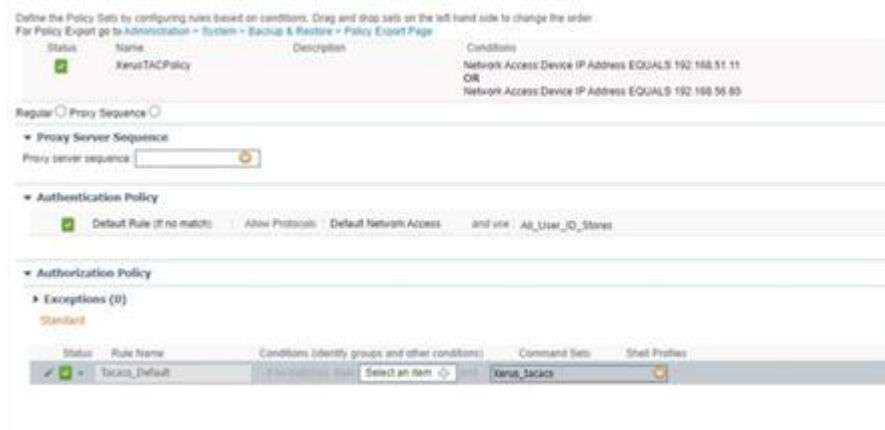 Define the Policy Sets by configuring rules based on conditions. Drag and drop sets on the left hand side to change the order.
For Policy Export go to Administration > System > Backup & Restore > Policy Export Page
Status Name Description Conditions
XerusTACPolicy Network Access:Device IP Address EQUALS 192.168.51.11
OR
Network Access:Device IP Address EQUALS 192.168.56.80
Regular Proxy Sequence
Proxy Server Sequence
Proxy server sequence
Authentication Policy
Default Rule (If no match) : Allow Protocols : Default Network Access and use : All_User_ID_Stores
Authorization Policy
Exceptions (0)
Standard
Status Rule Name Conditions (identity groups and other conditions) Command Sets Shell Profiles
Tacacs_Default Select an item Xerus_tacacs